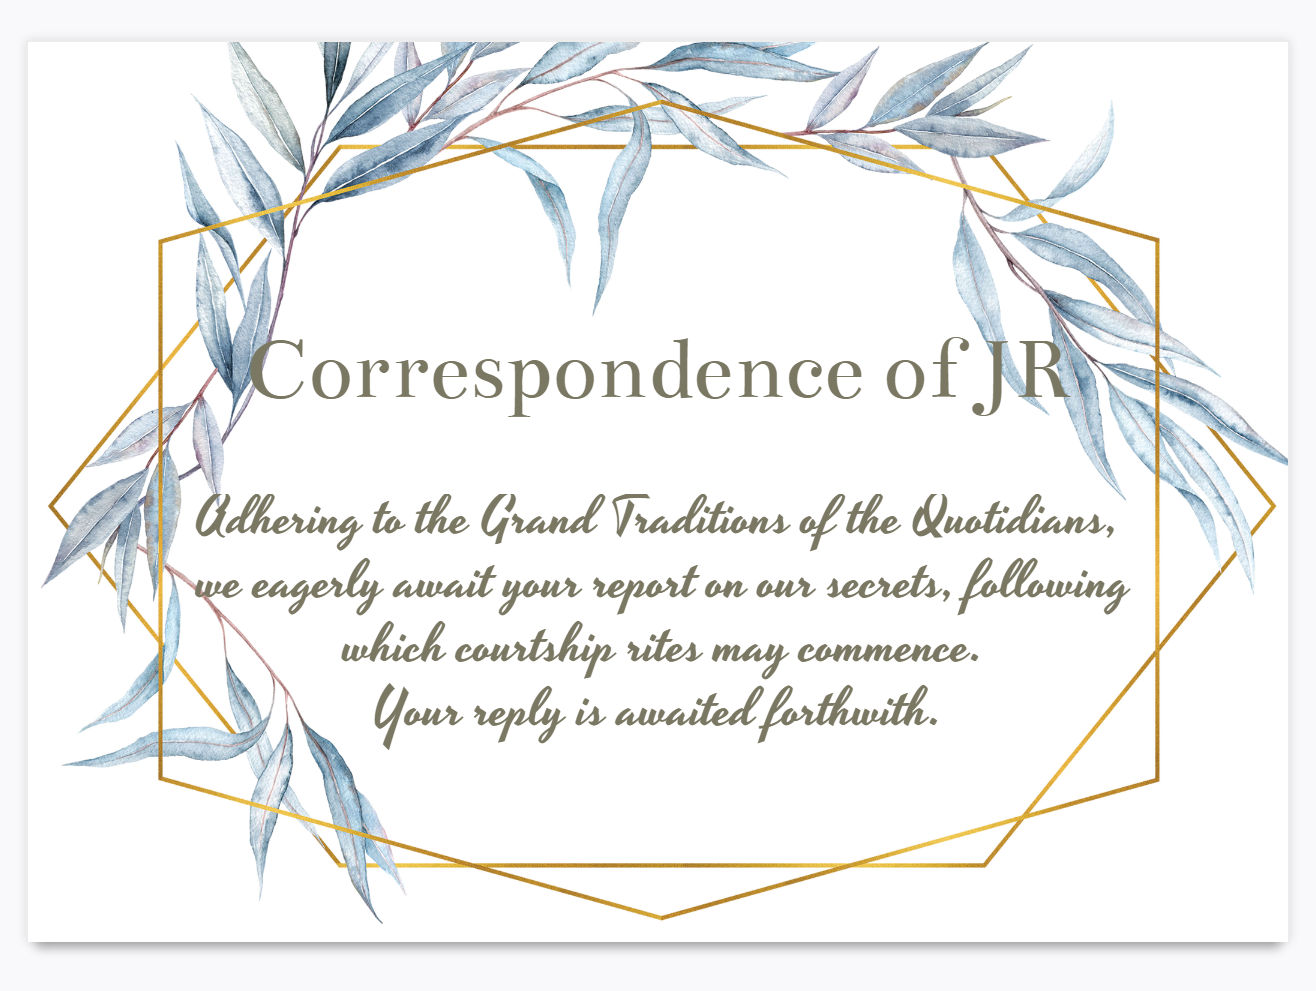 Correspondence of JR
Adhering to the Grand Traditions of the Quotidians,
we eagerly await your report on our secrets, following
which courtship rites may commence.
Your reply is awaited forthwith.